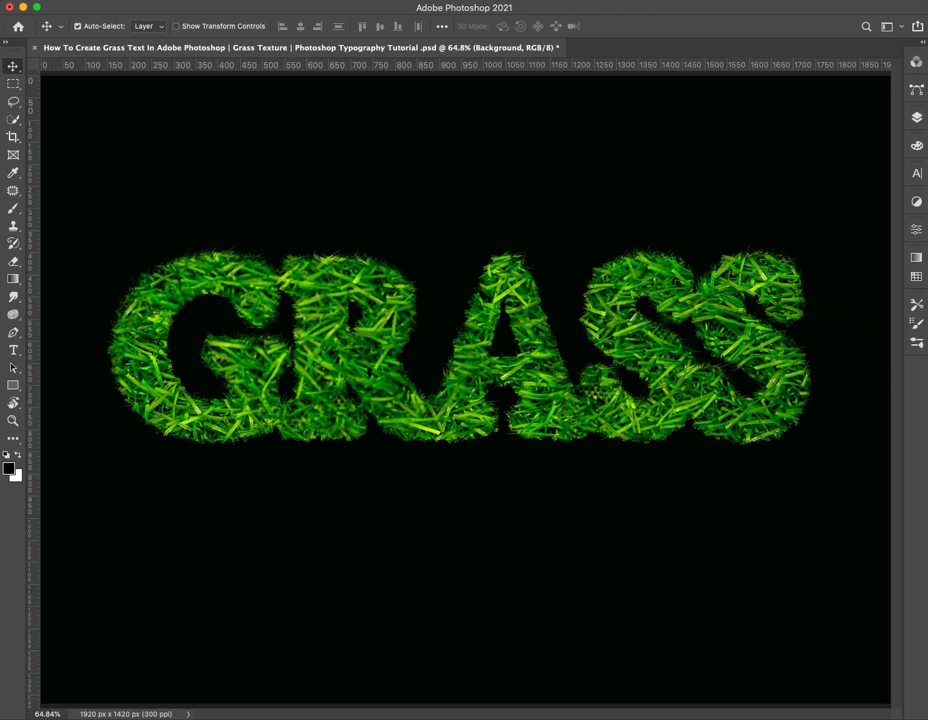 Adobe Photoshop 2021
Auto-Select: Layer Show Transform Controls 3D Mode:
How To Create Grass Text In Adobe Photoshop | Grass Texture | Photoshop Typography Tutorial .psd @ 64.8% (Background, RGB/8) *
0 50 100 150 200 250 300 350 400 450 500 550 600 650 700 750 800 850 900 950 1000 1050 1100 1150 1200 1250 1300 1350 1400 1450 1500 1550 1600 1650 1700 1750 1800 1850 19
GRASS
64.84% 1920 px x 1420 px (300 ppi)